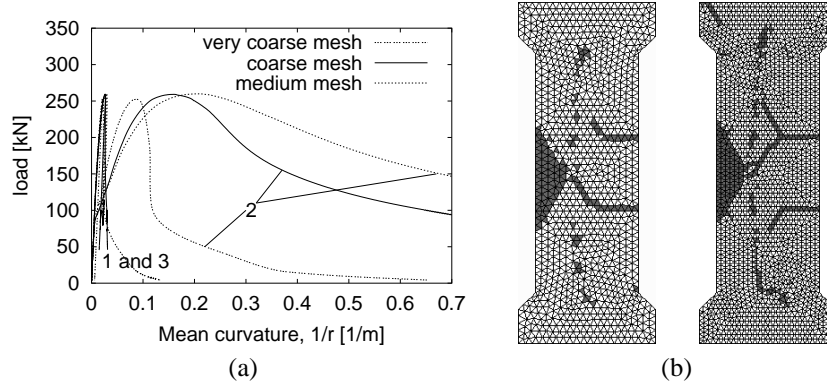 350
300
250
200
150
100
50
0
load [kN]
very coarse mesh
coarse mesh
medium mesh
2
1 and 3
0 0.1 0.2 0.3 0.4 0.5 0.6 0.7
Mean curvature, 1/r [1/m]
(a)
(b)